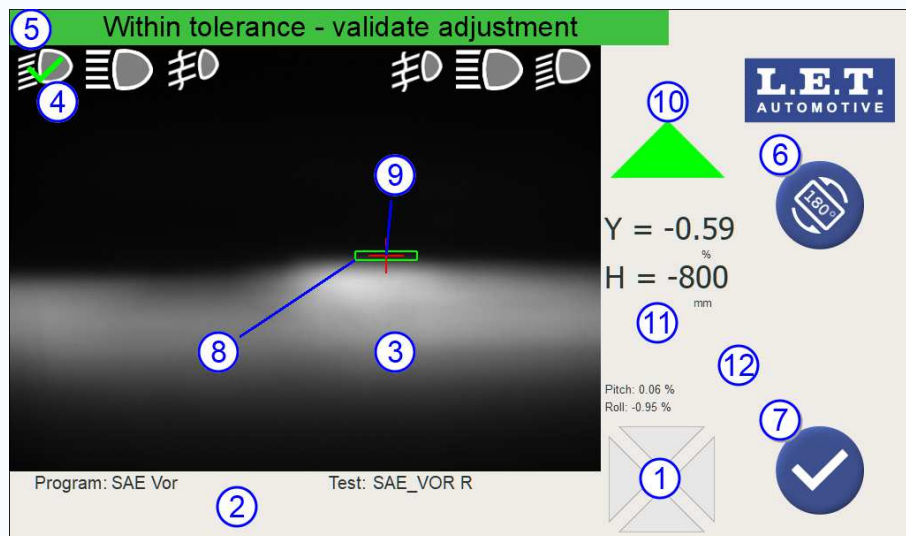 Within tolerance - validate adjustment
5
4
10
L.E.T.
AUTOMOTIVE
6
180°
9
Y = -0.59
%
H = -800
mm
11
8
3
12
Pitch: 0.06 %
Roll: -0.95 %
7
1
Program: SAE Vor
Test: SAE_VOR R
2